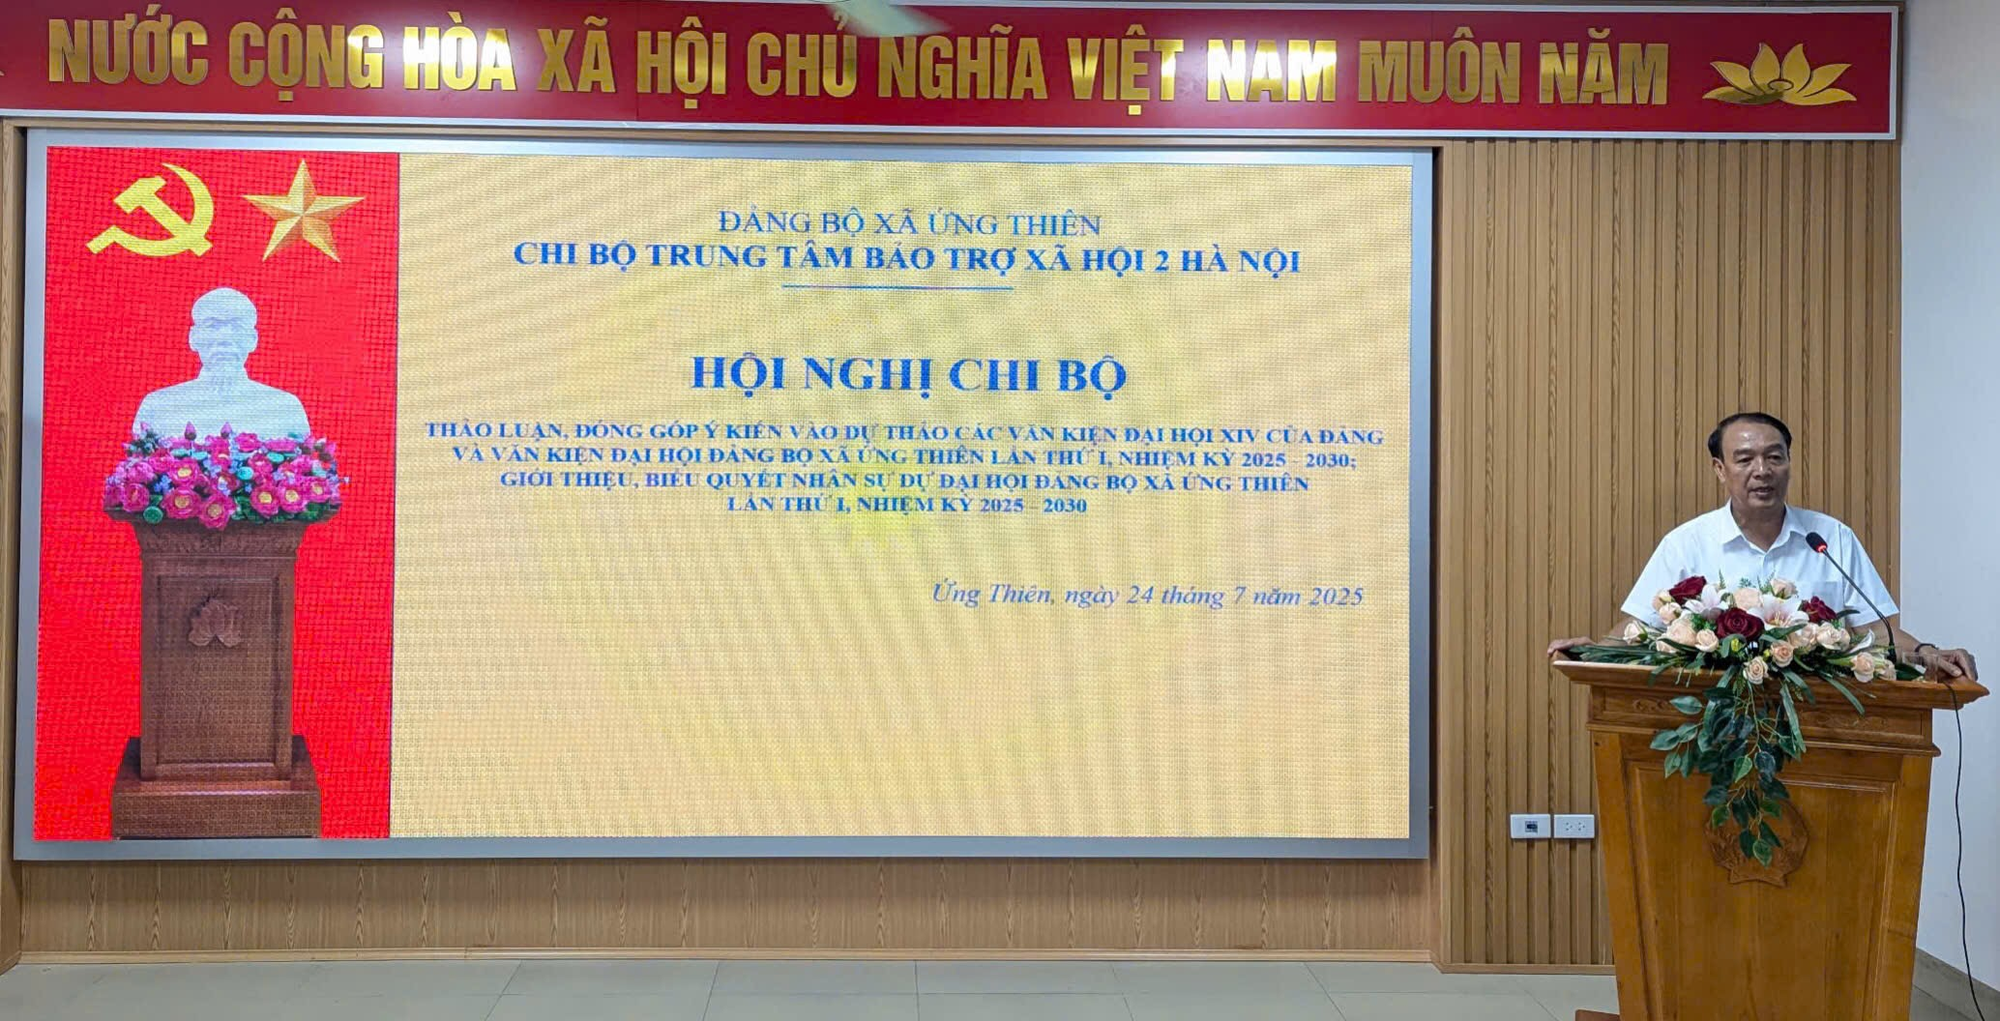 NƯỚC CỘNG HÒA XÃ HỘI CHỦ NGHĨA VIỆT NAM MUÔN NĂM
ĐẢNG BỘ XÃ ỨNG THIÊN
CHI BỘ TRUNG TÂM BẢO TRỢ XÃ HỘI 2 HÀ NỘI
HỘI NGHỊ CHI BỘ
THẢO LUẬN, ĐÓNG GÓP Ý KIẾN VÀO DỰ THẢO CÁC VĂN KIỆN ĐẠI HỘI XIV CỦA ĐẢNG
VÀ VĂN KIỆN ĐẠI HỘI ĐẢNG BỘ XÃ ỨNG THIÊN LẦN THỨ I, NHIỆM KỲ 2025 - 2030;
GIỚI THIỆU, BIỂU QUYẾT NHÂN SỰ DỰ ĐẠI HỘI ĐẢNG BỘ XÃ ỨNG THIÊN
LẦN THỨ I, NHIỆM KỲ 2025 - 2030
Ứng Thiên, ngày 24 tháng 7 năm 2025